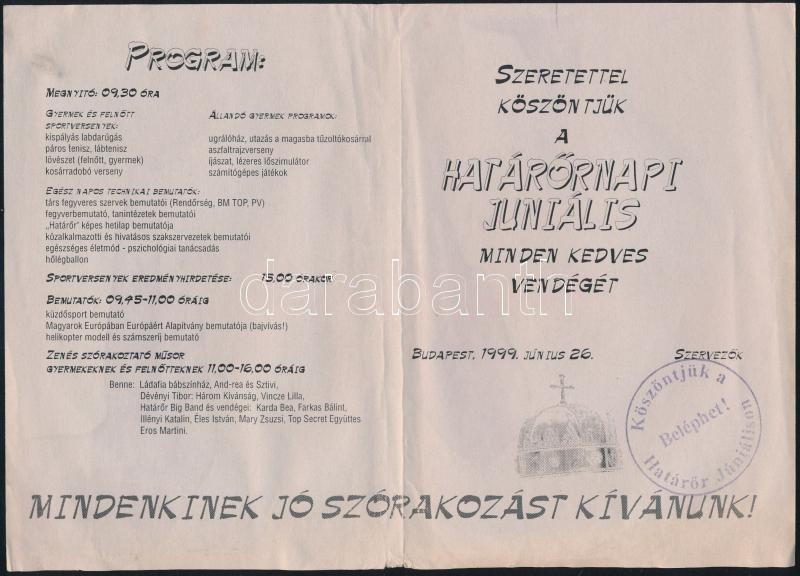 PROGRAM:
MEGNYITÓ: 09,30 ÓRA
GYERMEK ÉS FELNŐTT
SPORTVERSENYEK:
kispályás labdarúgás
páros tenisz, lábtenisz
lövészet (felnőtt, gyermek)
kosárradobó verseny
ÁLLANDÓ GYERMEK PROGRAMOK:
ugrálóház, utazás a magasba tűzoltókosárral
aszfaltrajzverseny
íjászat, lézeres lőszimulátor
számítógépes játékok
EGÉSZ NAPOS TECHNIKAI BEMUTATÓK:
társ fegyveres szervek bemutatói (Rendőrség, BM TOP, PV)
fegyverbemutató, tanintézetek bemutatói
„Határőr" képes hetilap bemutatója
közalkalmazotti és hivatásos szakszervezetek bemutatói
egészséges életmód - pszichológiai tanácsadás
hőlégballon
SPORTVERSENYEK EREDMÉNYHIRDETÉSE: 15,00 ÓRAKOR
BEMUTATÓK: 09,45-11,00 ÓRÁIG
küzdősport bemutató
Magyarok Európában Európáért Alapítvány bemutatója (bajvívás!)
helikopter modell és számszeríj bemutató
ZENÉS SZÓRAKOZTATÓ MŰSOR
GYERMEKEKNEK ÉS FELNŐTTEKNEK 11,00-16,00 ÓRÁIG
Benne: Ládafia bábszínház, And-rea és Sztivi,
Dévényi Tibor: Három Kívánság, Vincze Lilla,
Határőr Big Band és vendégei: Karda Bea, Farkas Bálint,
Illényi Katalin, Éles István, Mary Zsuzsi, Top Secret Együttes
Eros Martini.
SZERETETTEL
KÖSZÖNTJÜK
A
HATÁRŐRNAPI
JUNIÁLIS
MINDEN KEDVES
VENDÉGÉT
BUDAPEST, 1999. JÚNIUS 26. SZERVEZŐK
Köszöntjük a
Beléphet!
Határőr Júniálison
MINDENKINEK JÓ SZÓRAKOZÁST KÍVÁNUNK!
darabanth